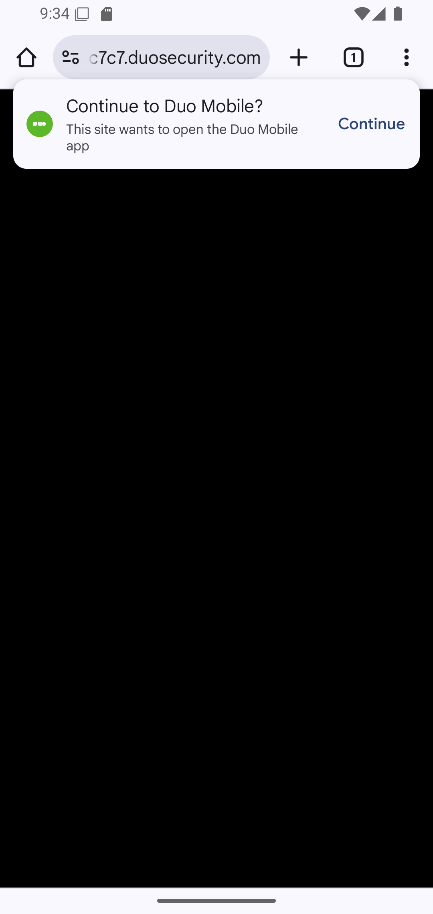 9:34
c7c7.duosecurity.com
1
Continue to Duo Mobile?
This site wants to open the Duo Mobile
app
Continue